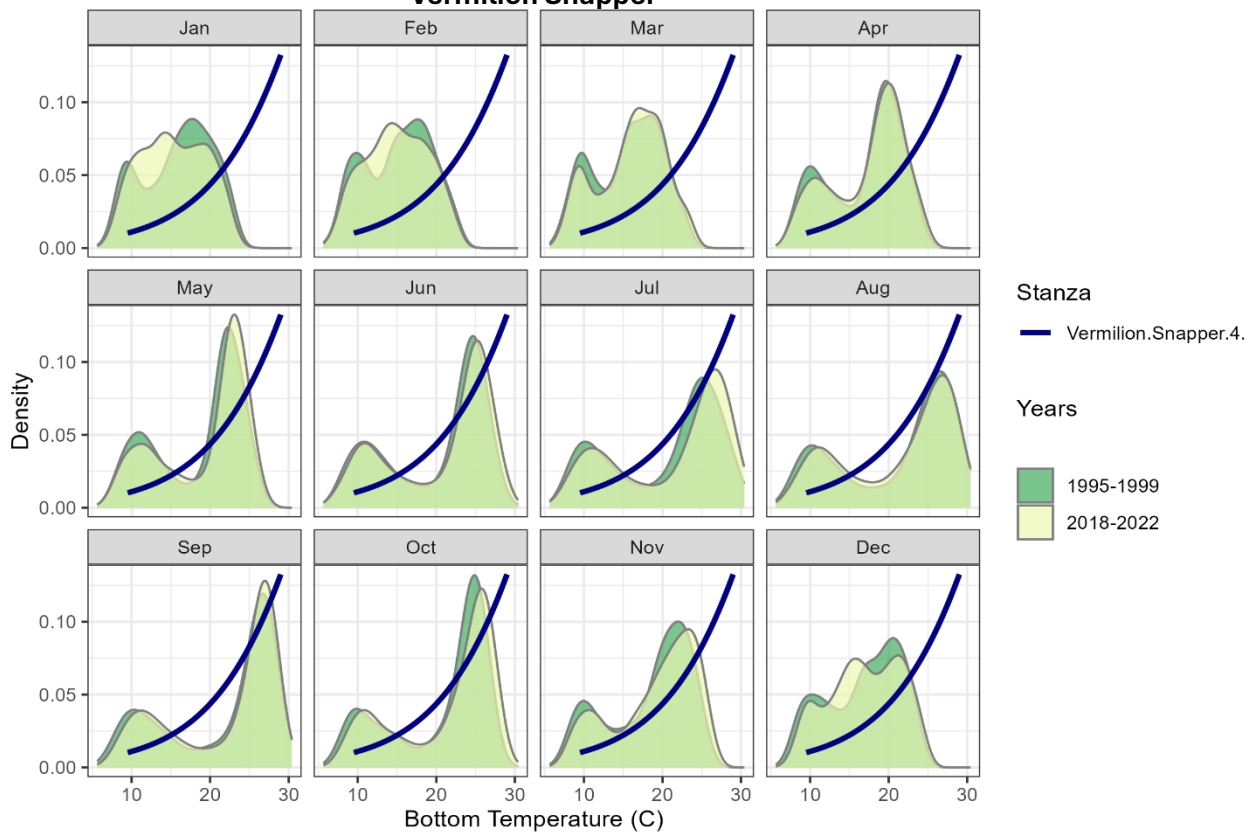 Vermilion Snapper
Jan Feb Mar Apr
0.10
0.05
0.00
May Jun Jul Aug
0.10
0.05
0.00
Sep Oct Nov Dec
0.10
0.05
0.00
10 20 30 10 20 30 10 20 30 10 20 30
Density
Bottom Temperature (C)
Stanza
Vermilion.Snapper.4.
Years
1995-1999
2018-2022